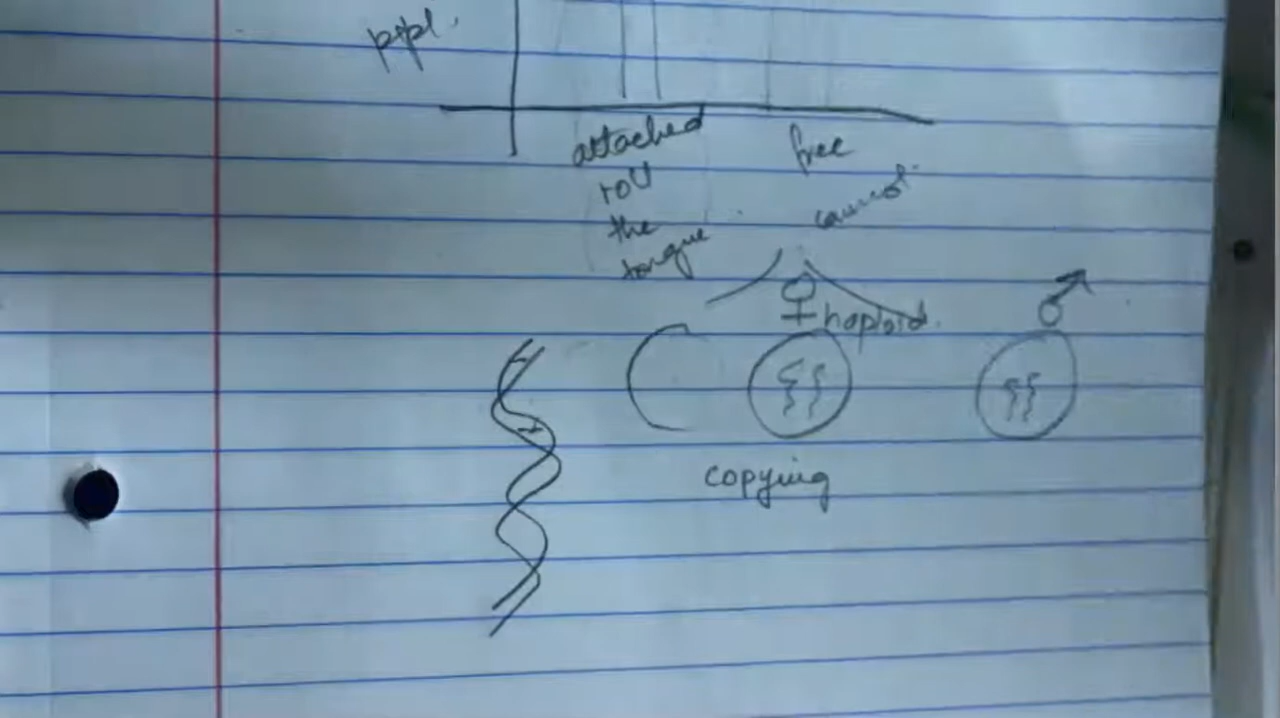 ppl.
attached
free
roll
cannot
the
tongue
♀
♂
haploid
copying